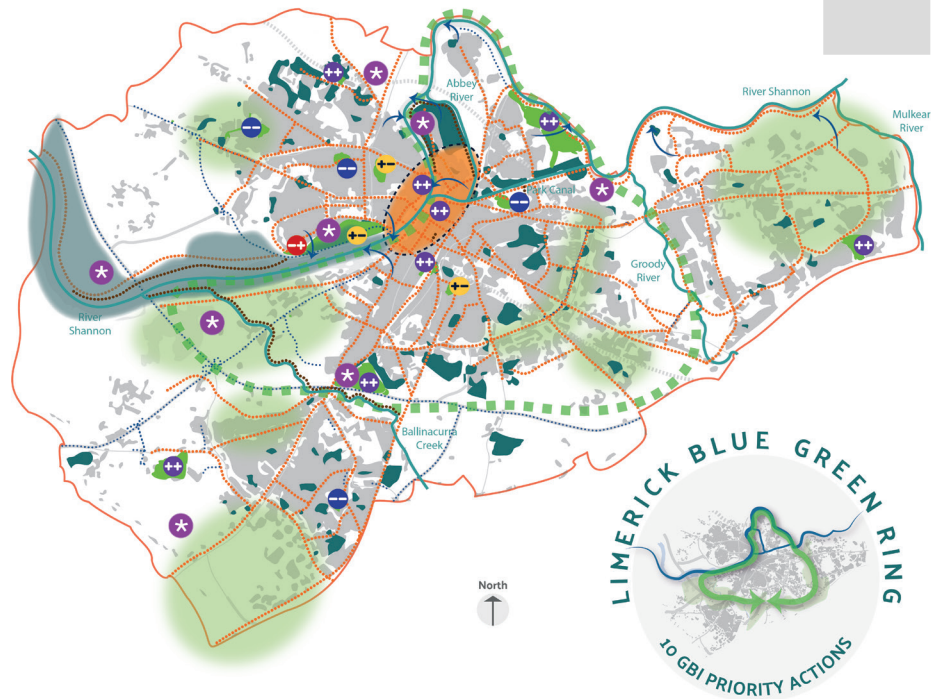 Abbey
River
River Shannon
Mulkear
River
Park Canal
Groody
River
River
Shannon
Ballinacurra
Creek
North
LIMERICK BLUE GREEN RING
10 GBI PRIORITY ACTIONS